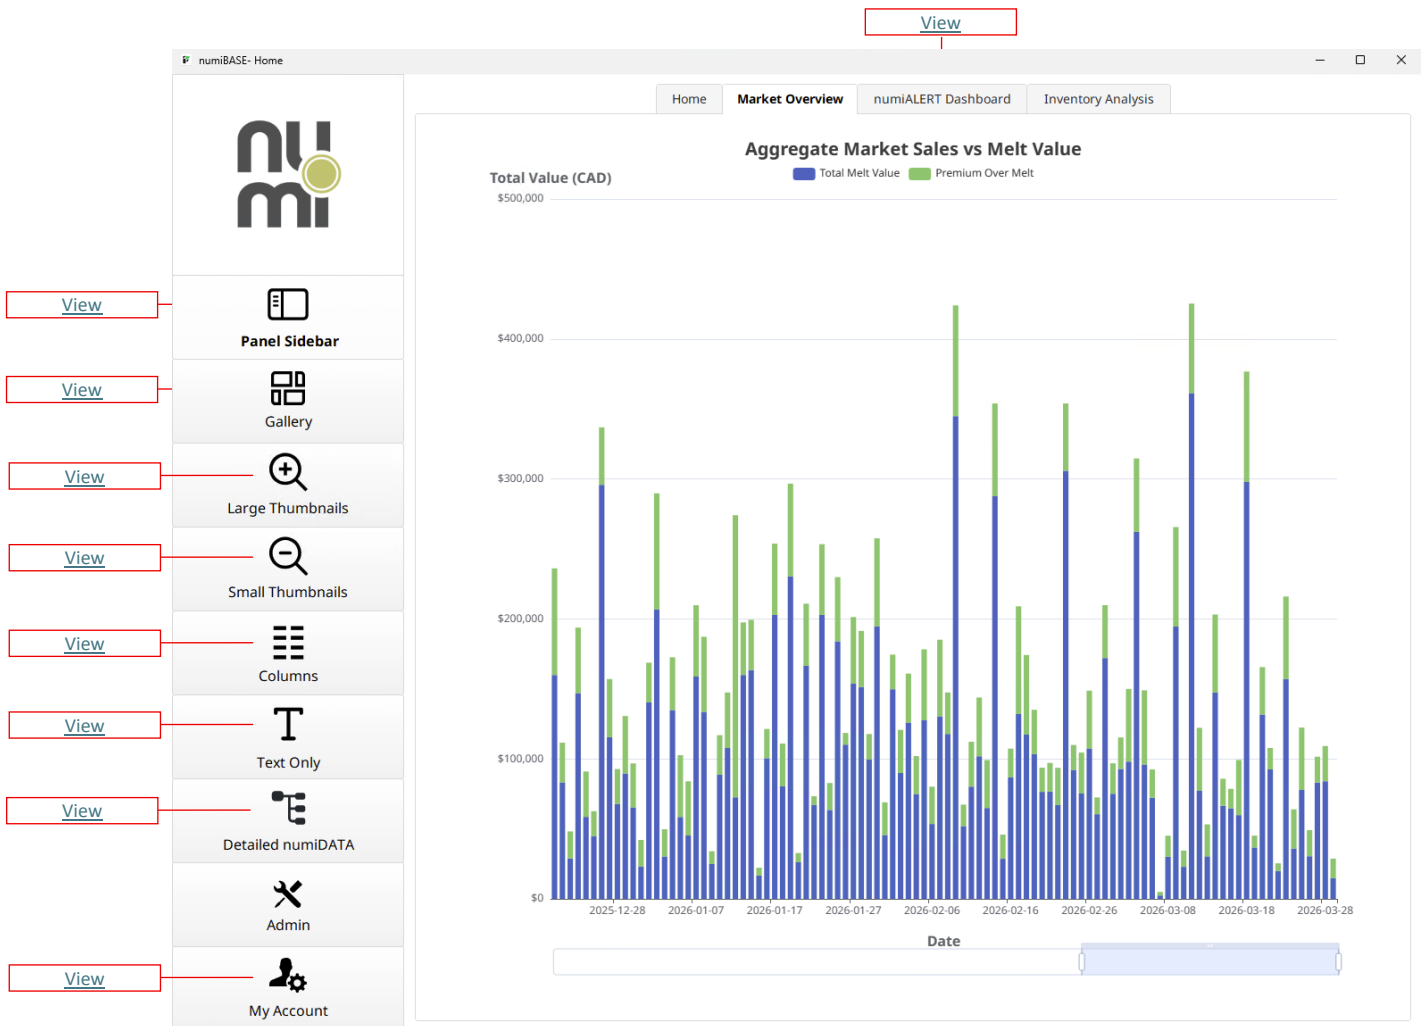 View
numiBASE- Home
numi
Home
Market Overview
numiALERT Dashboard
Inventory Analysis
Aggregate Market Sales vs Melt Value
Total Melt Value
Premium Over Melt
Total Value (CAD)
$500,000
$400,000
$300,000
$200,000
$100,000
$0
2025-12-28
2026-01-07
2026-01-17
2026-01-27
2026-02-06
2026-02-16
2026-02-26
2026-03-08
2026-03-18
2026-03-28
Date
View
Panel Sidebar
View
Gallery
View
Large Thumbnails
View
Small Thumbnails
View
Columns
View
Text Only
View
Detailed numiDATA
Admin
View
My Account